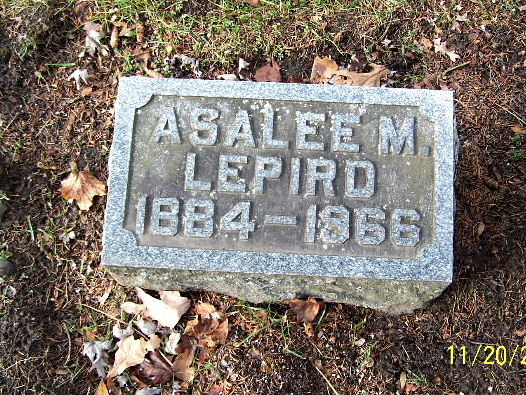 ASALEE M.
LEPIRD
1884-1966
11/20/2